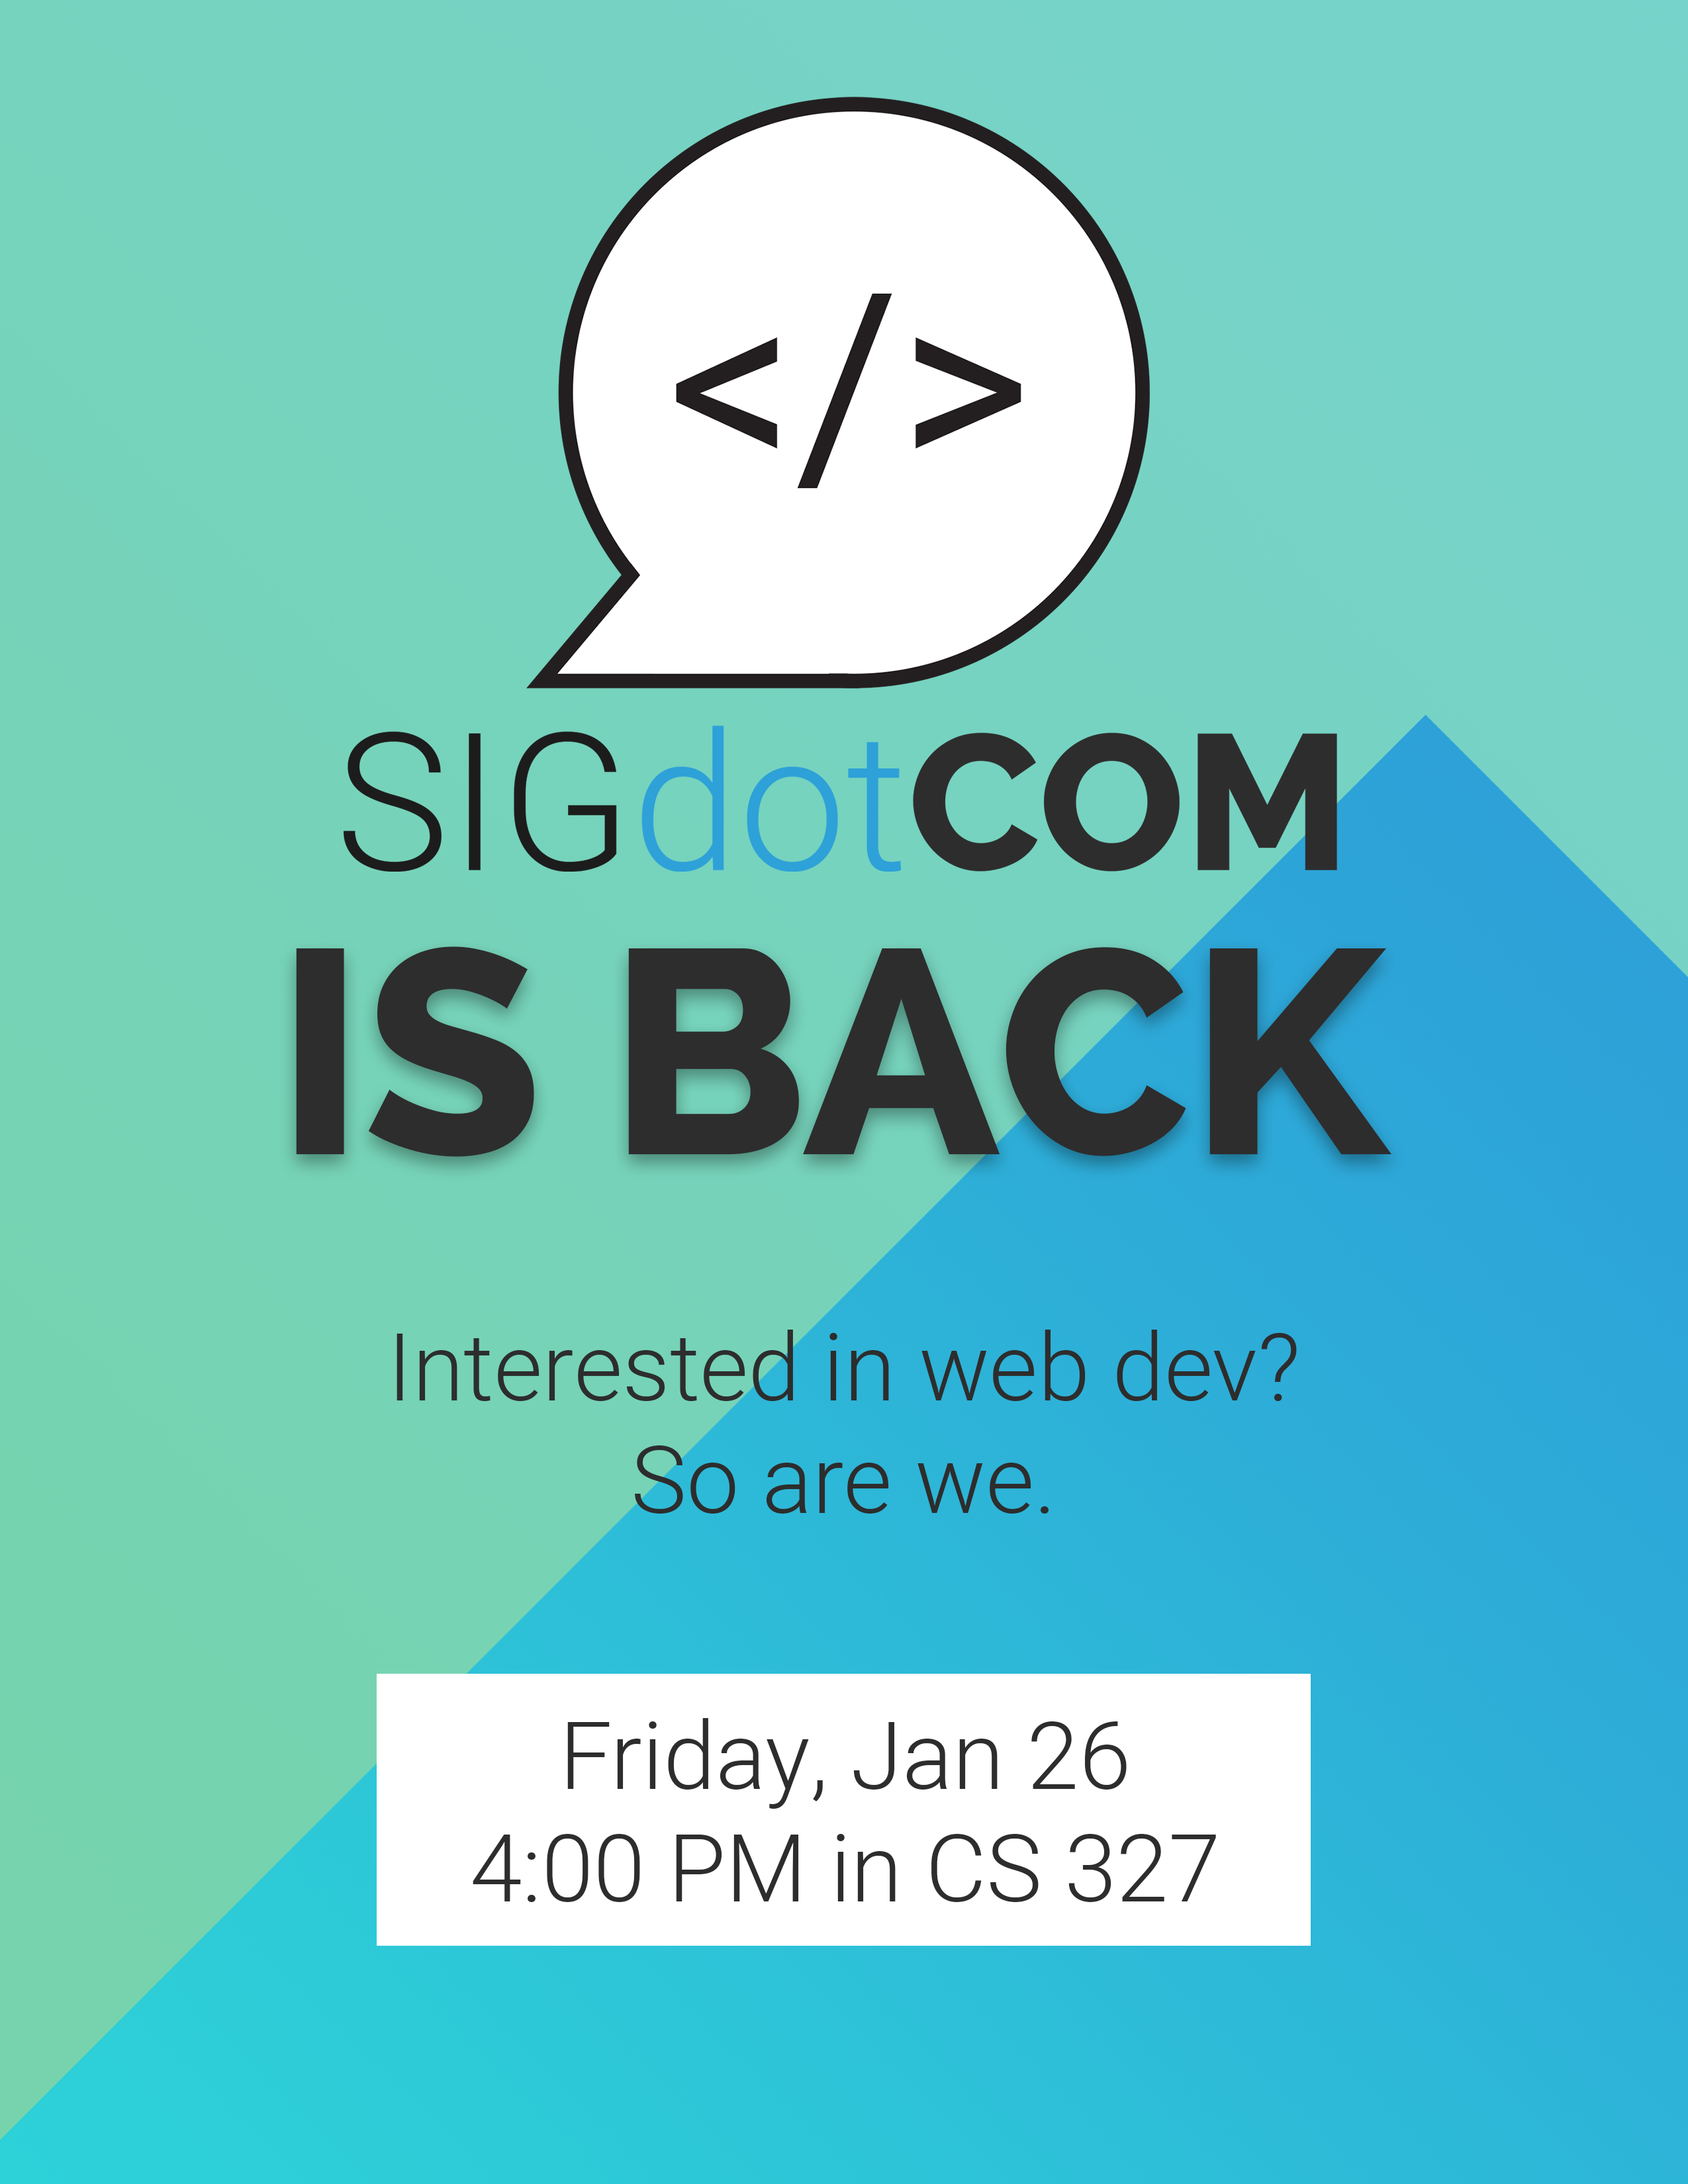 </>
SIGdotCOM
IS BACK
Interested in web dev?
So are we.
Friday, Jan 26
4:00 PM in CS 327